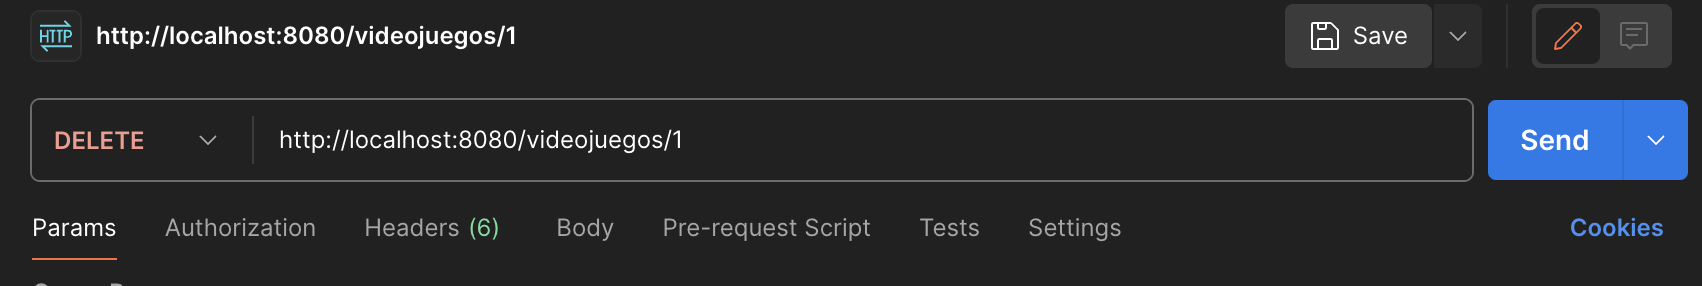 HTTP http://localhost:8080/videojuegos/1 Save
DELETE http://localhost:8080/videojuegos/1 Send
Params Authorization Headers (6) Body Pre-request Script Tests Settings Cookies